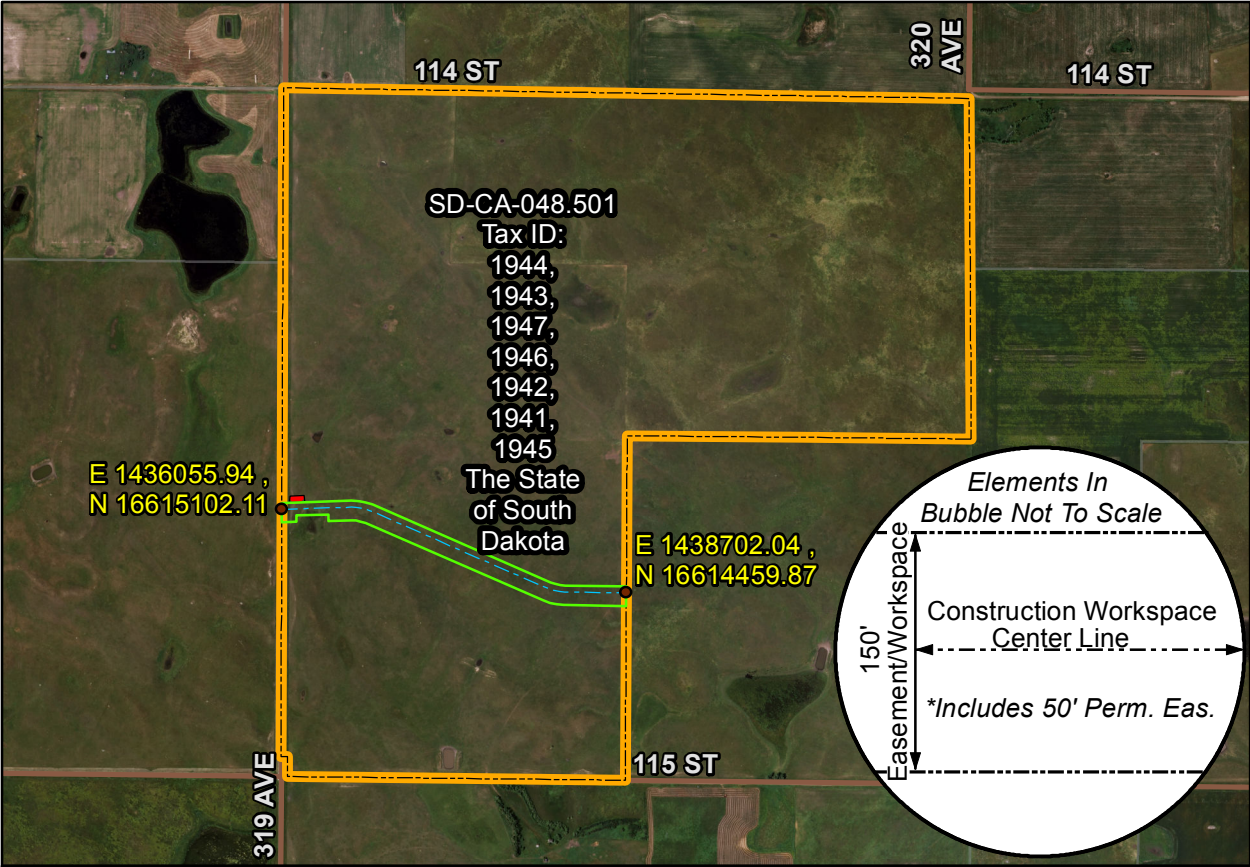 114 ST
320
AVE
114 ST
SD-CA-048.501
Tax ID:
1944,
1943,
1947,
1946,
1942,
1941,
1945
The State
of South
Dakota
E 1436055.94 ,
N 16615102.11
E 1438702.04 ,
N 16614459.87
Elements In
Bubble Not To Scale
150'
Easement/Workspace
Construction Workspace
Center Line
*Includes 50' Perm. Eas.
319 AVE
115 ST